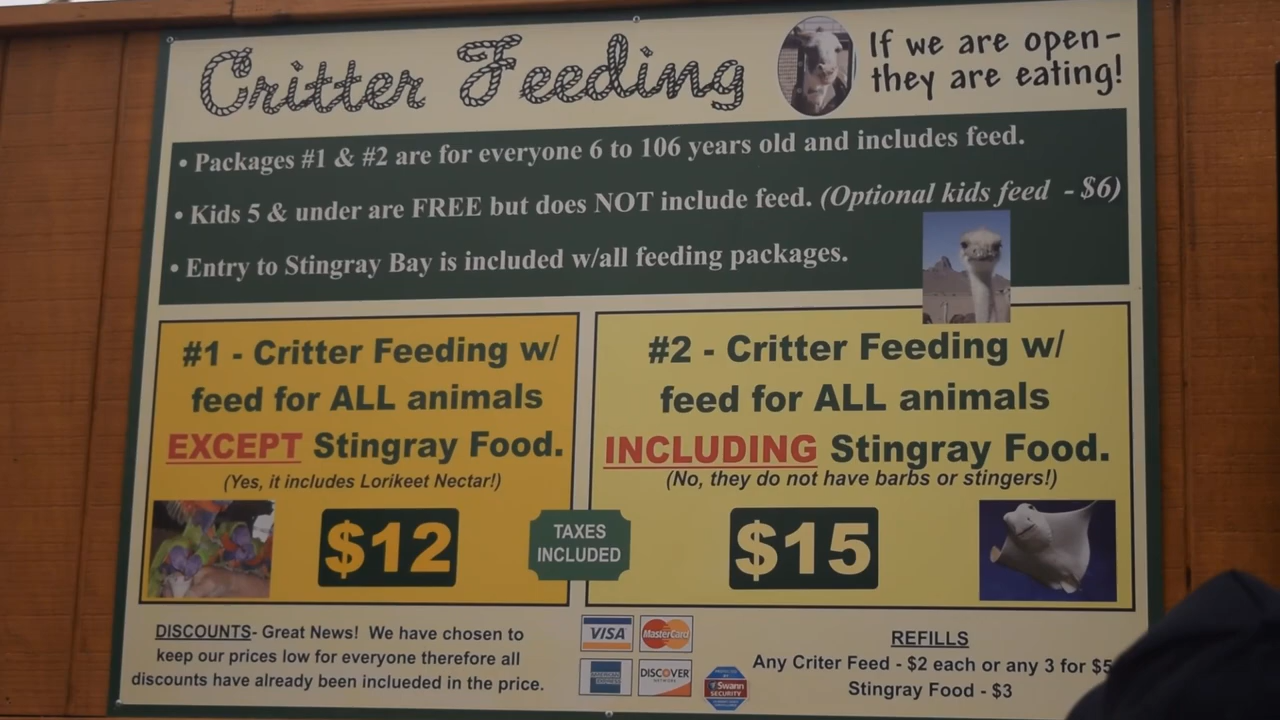 Critter Feeding
If we are open-
they are eating!
• Packages #1 & #2 are for everyone 6 to 106 years old and includes feed.
• Kids 5 & under are FREE but does NOT include feed. (Optional kids feed - $6)
• Entry to Stingray Bay is included w/all feeding packages.
#1 - Critter Feeding w/
feed for ALL animals
EXCEPT Stingray Food.
(Yes, it includes Lorikeet Nectar!)
$12
TAXES
INCLUDED
#2 - Critter Feeding w/
feed for ALL animals
INCLUDING Stingray Food.
(No, they do not have barbs or stingers!)
$15
DISCOUNTS- Great News! We have chosen to
keep our prices low for everyone therefore all
discounts have already been inclueded in the price.
VISA
MasterCard
AMERICAN EXPRESS
DISCOVER
NETWORK
Swann
SECURITY
REFILLS
Any Criter Feed - $2 each or any 3 for $5
Stingray Food - $3